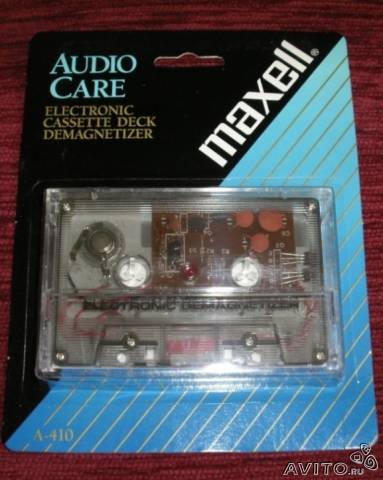 AUDIO
CARE
ELECTRONIC
CASSETTE DECK
DEMAGNETIZER
maxell®
ELECTRONIC DEMAGNETIZER
A-410
AVITO.RU